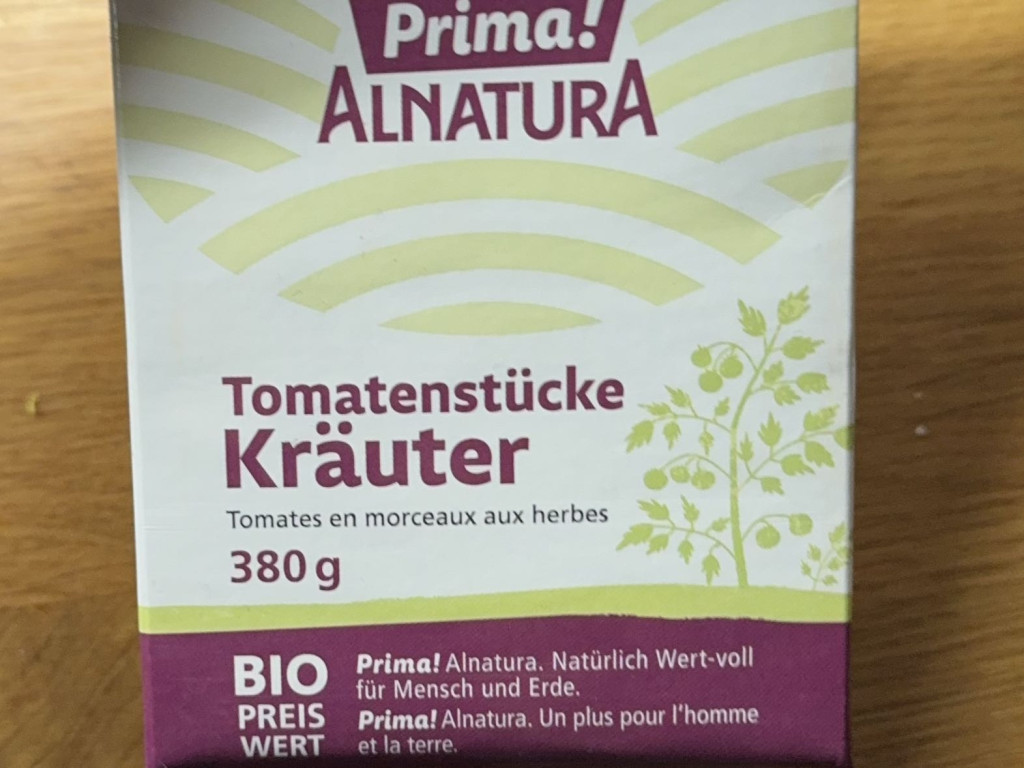 Prima!
ALNATURA
Tomatenstücke
Kräuter
Tomates en morceaux aux herbes
380 g
BIO
PREIS
WERT
Prima! Alnatura. Natürlich Wert-voll
für Mensch und Erde.
Prima! Alnatura. Un plus pour l'homme
et la terre.